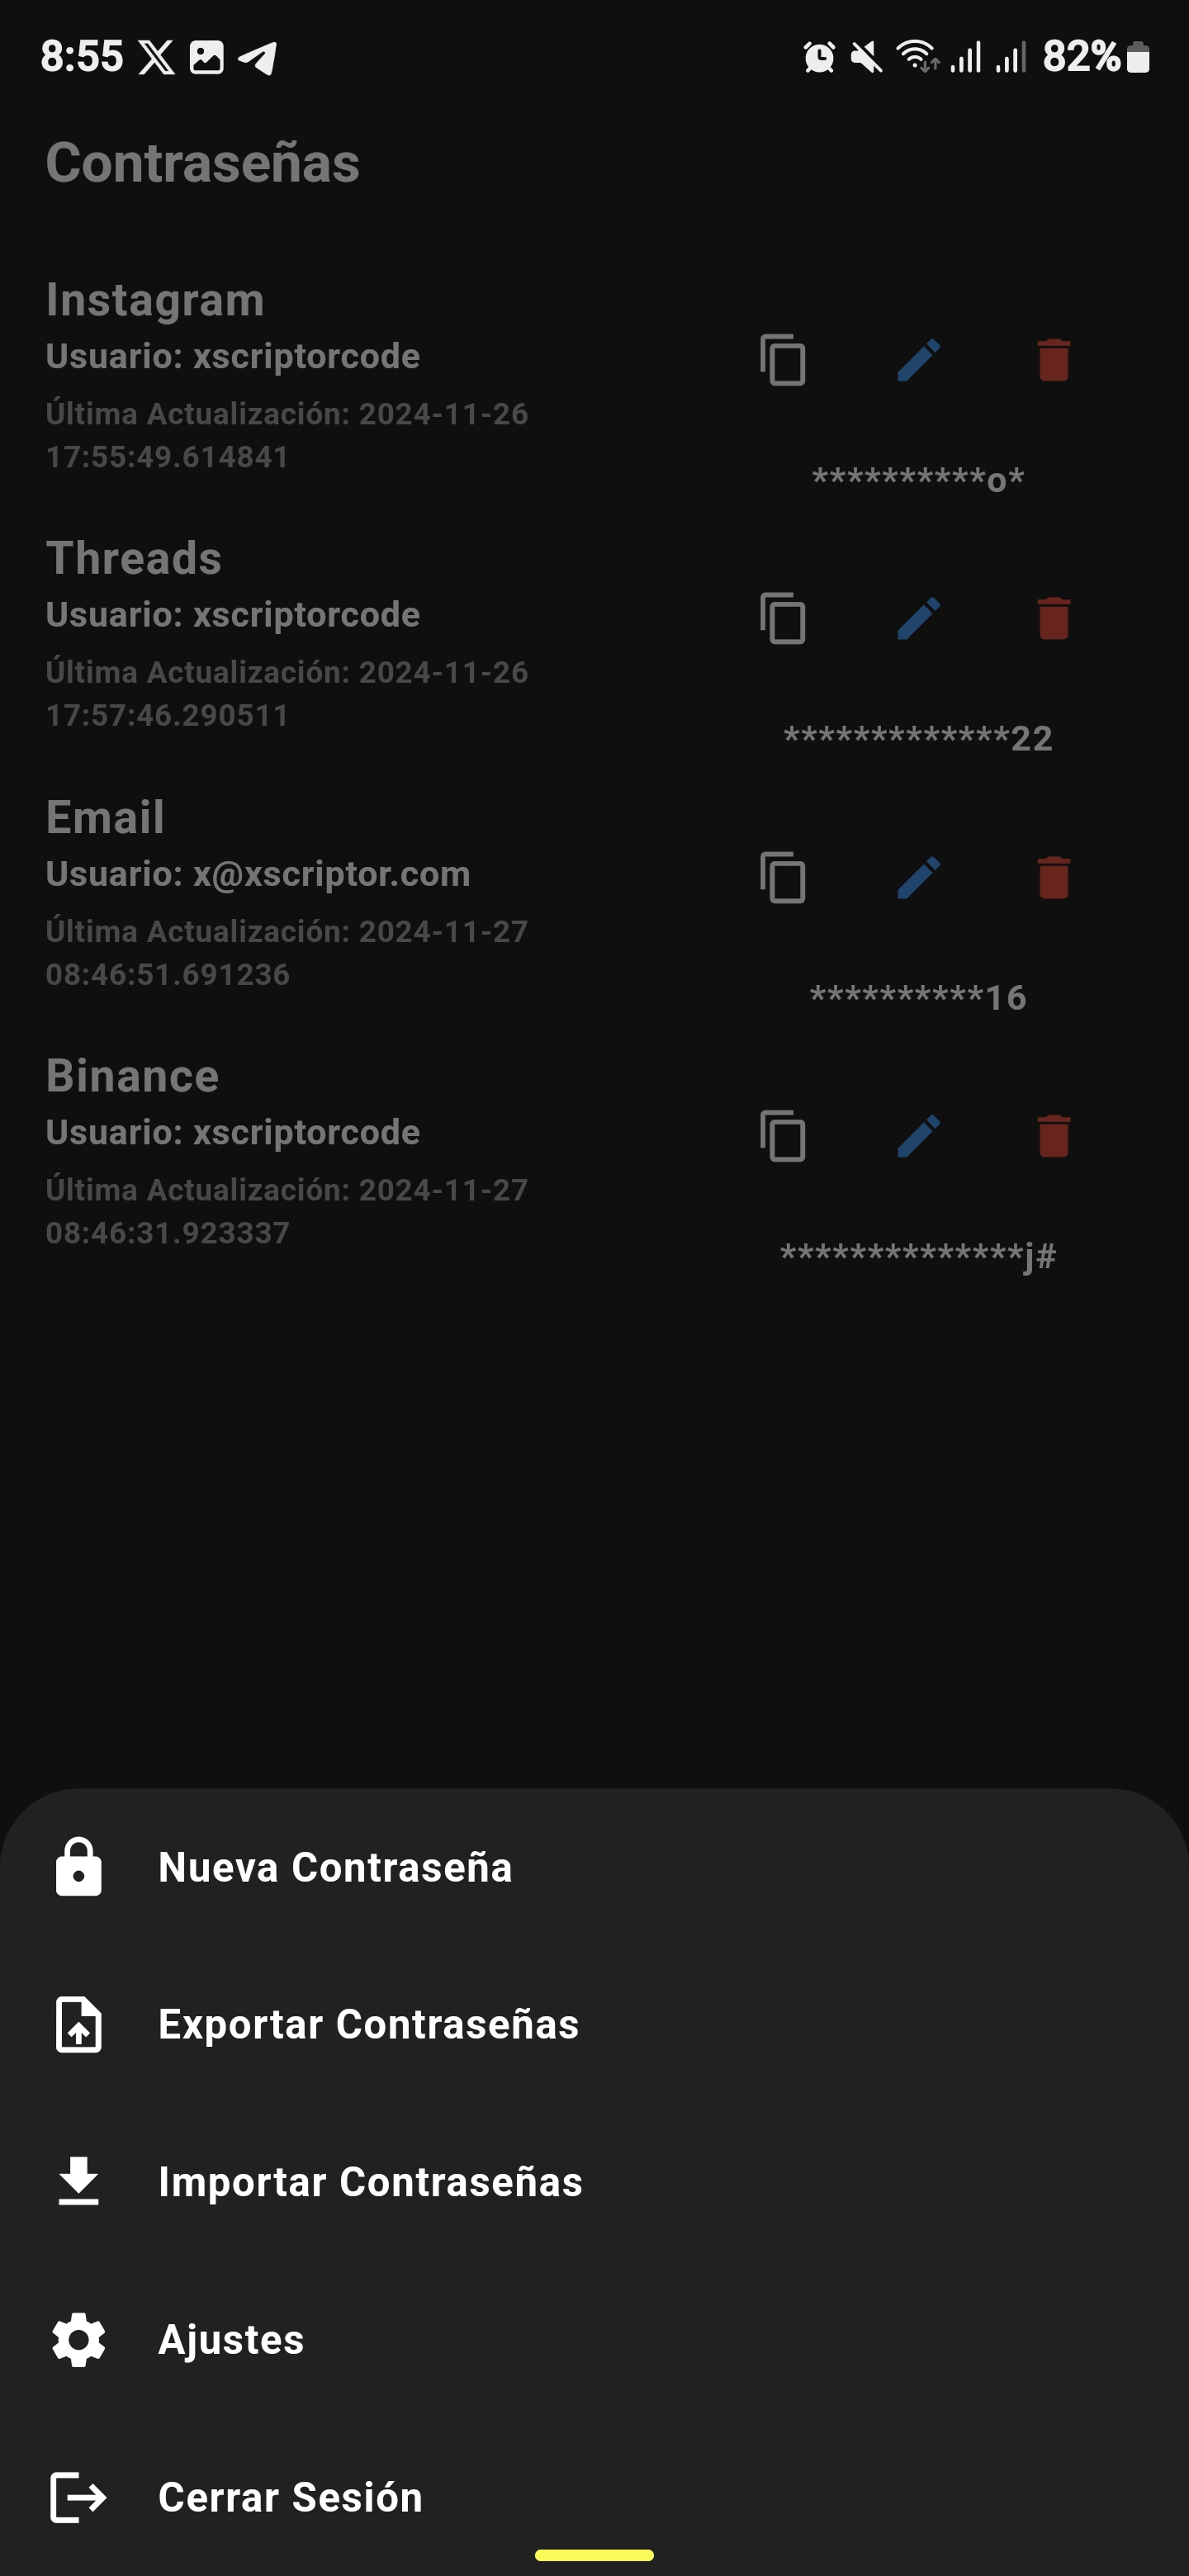 8:55
82%
Contraseñas
Instagram
Usuario: xscriptorcode
Última Actualización: 2024-11-26
17:55:49.614841
**********o*
Threads
Usuario: xscriptorcode
Última Actualización: 2024-11-26
17:57:46.290511
*************22
Email
Usuario: x@xscriptor.com
Última Actualización: 2024-11-27
08:46:51.691236
**********16
Binance
Usuario: xscriptorcode
Última Actualización: 2024-11-27
08:46:31.923337
**************j#
Nueva Contraseña
Exportar Contraseñas
Importar Contraseñas
Ajustes
Cerrar Sesión